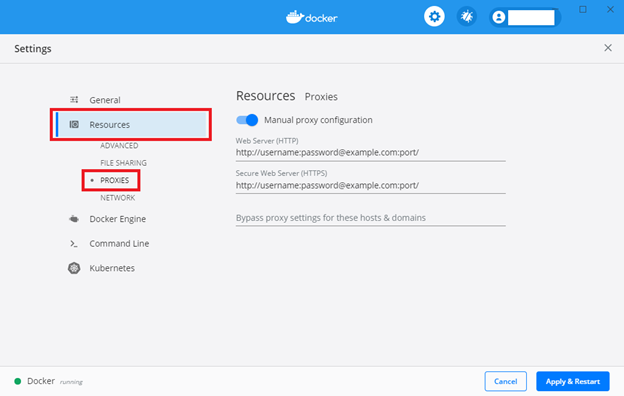 docker
Settings
General
Resources
ADVANCED
FILE SHARING
PROXIES
NETWORK
Docker Engine
Command Line
Kubernetes
Resources Proxies
Manual proxy configuration
Web Server (HTTP)
http://username:password@example.com:port/
Secure Web Server (HTTPS)
http://username:password@example.com:port/
Bypass proxy settings for these hosts & domains
Docker running
Cancel
Apply & Restart